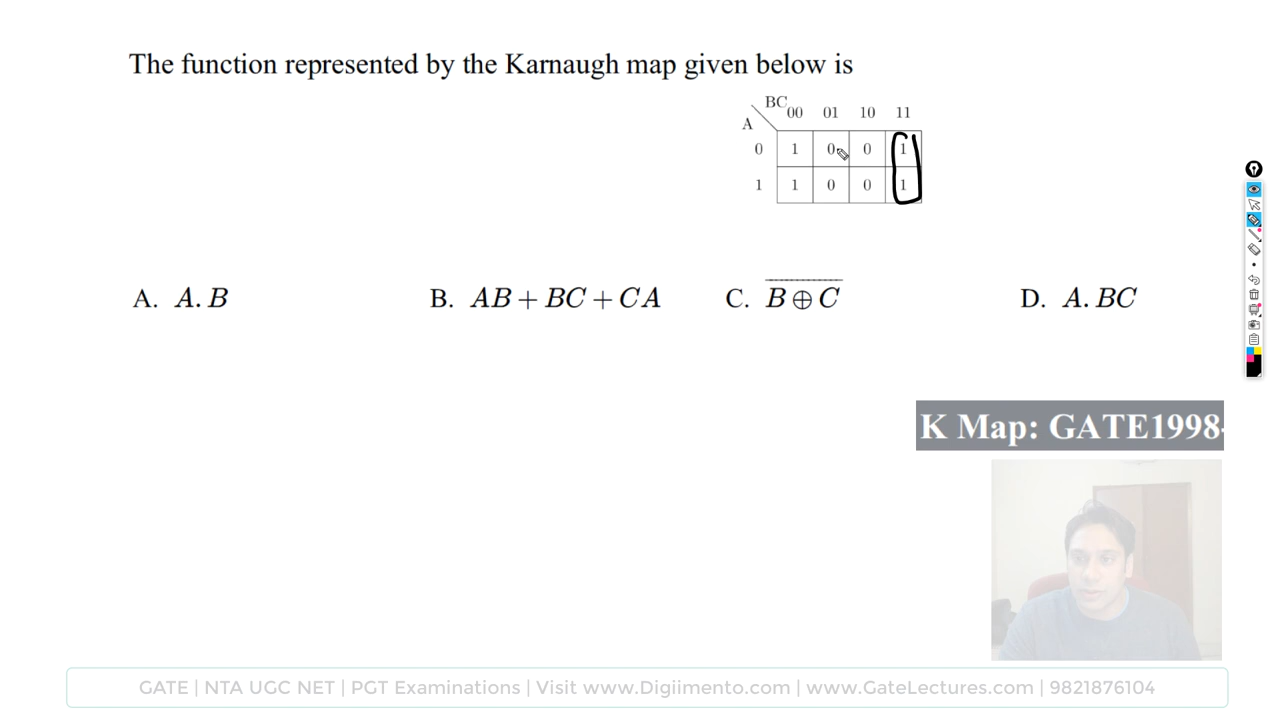 The function represented by the Karnaugh map given below is
BC
A
00 01 10 11
0 1 0 0 1
1 1 0 0 1
A. A.B B. AB + BC + CA C. \overline{B ⊕ C} D. A.BC
K Map: GATE1998-
GATE | NTA UGC NET | PGT Examinations | Visit www.Digiimento.com | www.GateLectures.com | 9821876104